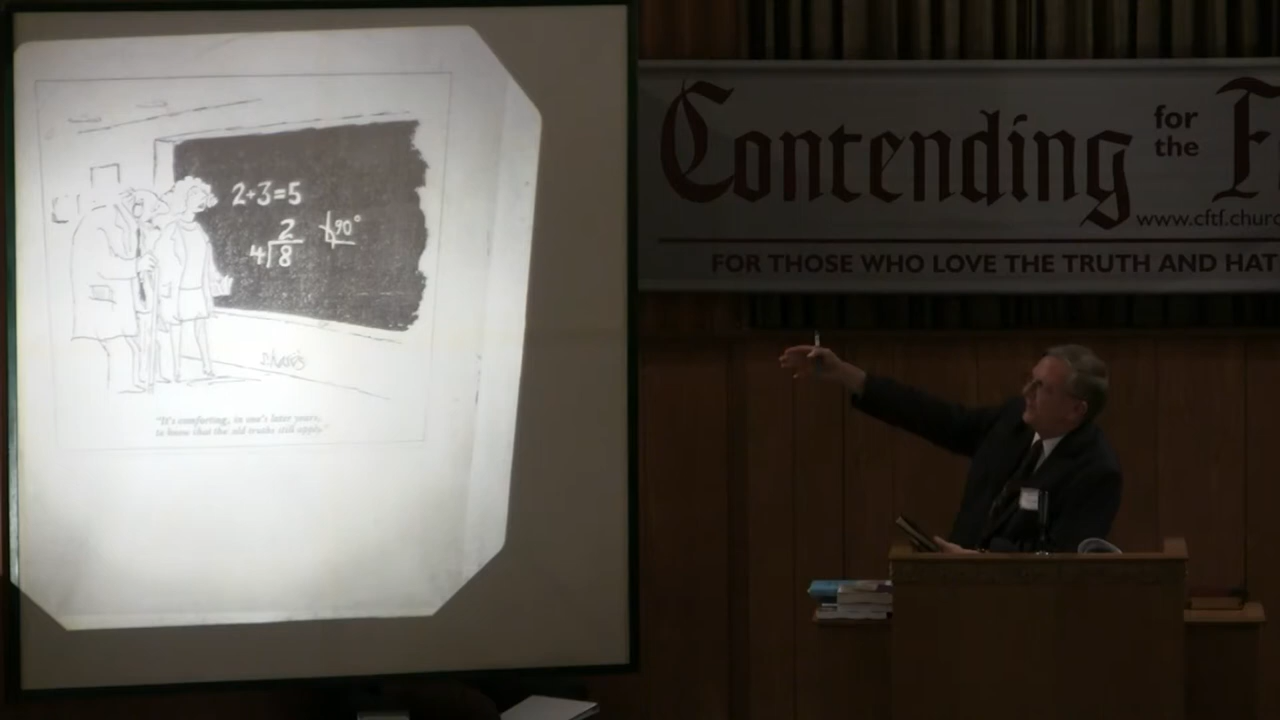 2+3=5
2
4)8
90°
S. Harris
"It's comforting, in one's later years,
to know that the old truths still apply."
Contending
for
the
F
www.cftf.churc
FOR THOSE WHO LOVE THE TRUTH AND HAT